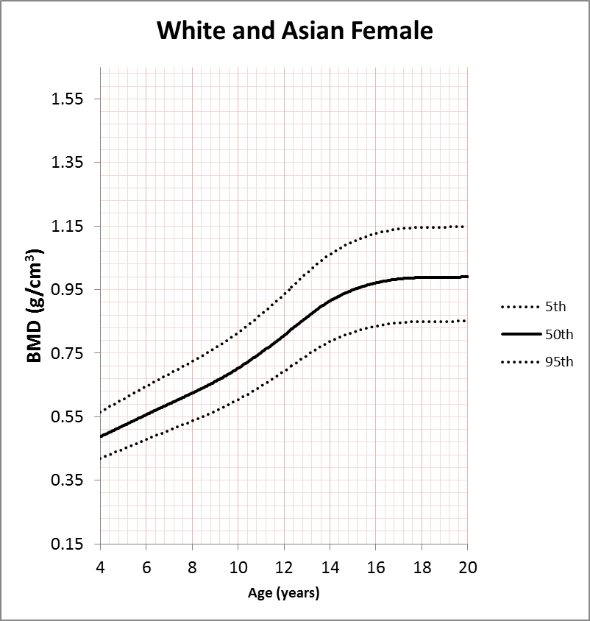 White and Asian Female
BMD (g/cm³)
1.55
1.35
1.15
0.95
0.75
0.55
0.35
0.15
4 6 8 10 12 14 16 18 20
Age (years)
5th
50th
95th